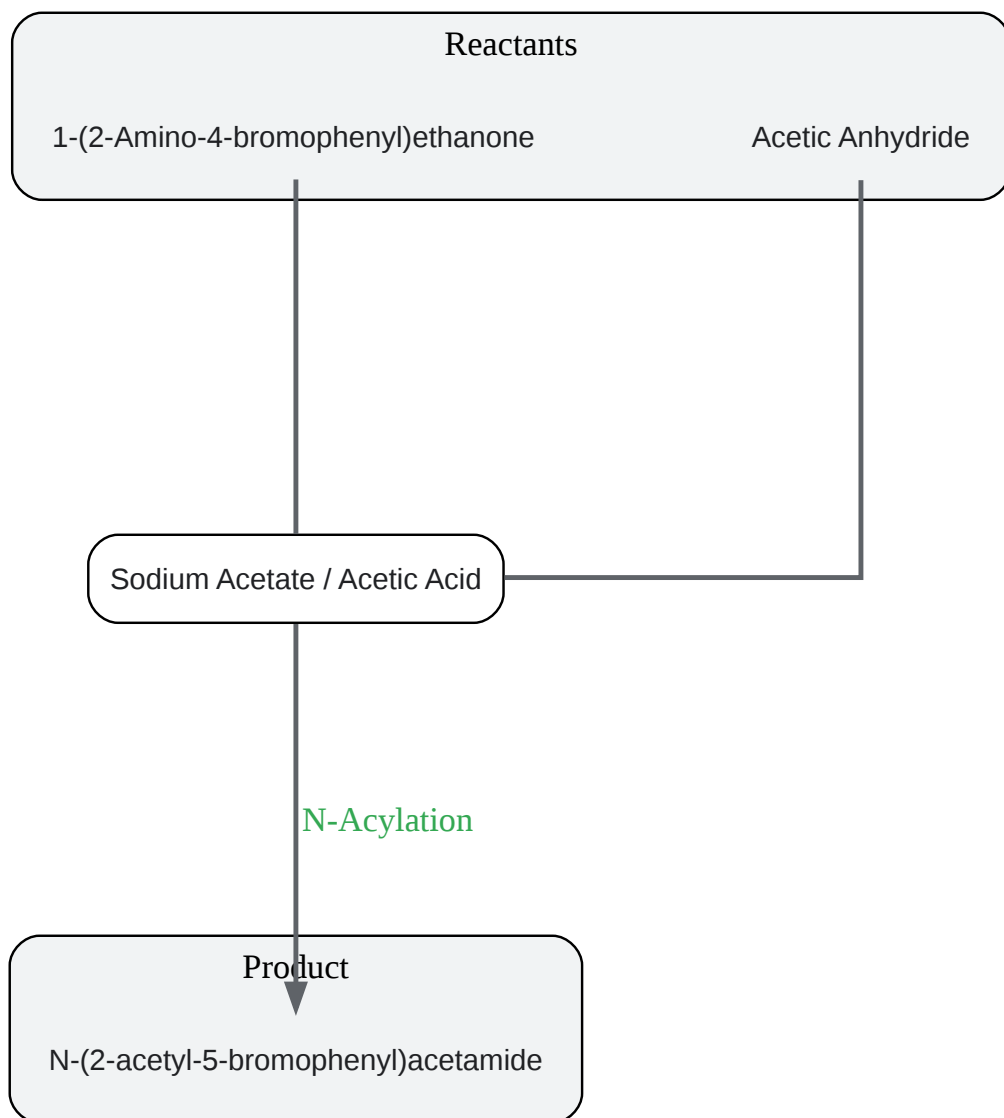 Reactants
1-(2-Amino-4-bromophenyl)ethanone Acetic Anhydride
Sodium Acetate / Acetic Acid
N-Acylation
Product
N-(2-acetyl-5-bromophenyl)acetamide